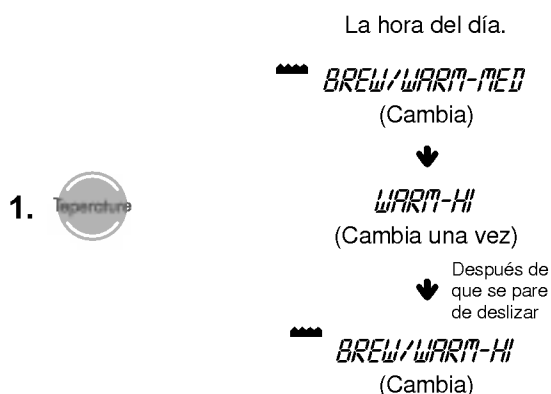 La hora del día.
BREW/WARM-MED
(Cambia)
1. Teperature
WARM-HI
(Cambia una vez)
Después de
que se pare
de deslizar
BREW/WARM-HI
(Cambia)